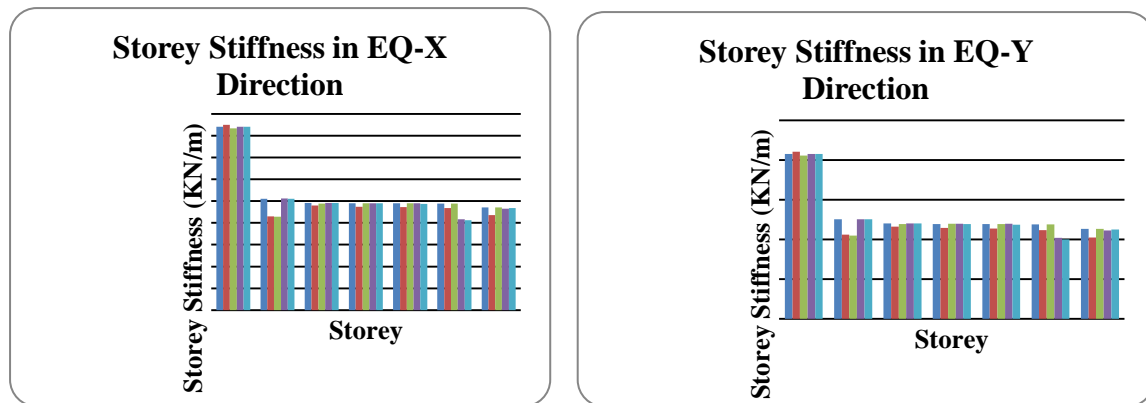 Storey Stiffness in EQ-X
Direction
Storey Stiffness (KN/m)
Storey
Storey Stiffness in EQ-Y
Direction
Storey Stiffness (KN/m)
Storey